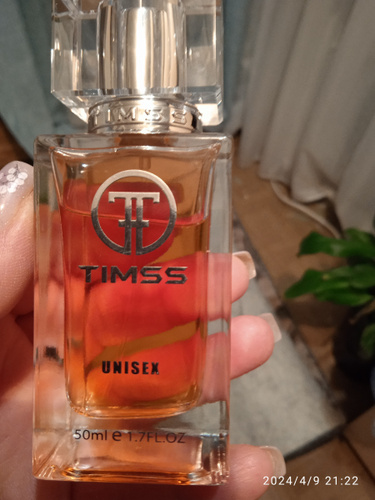 TIMSS
TIMSS
UNISEX
50ml e 1.7FL.OZ
2024/4/9 21:22